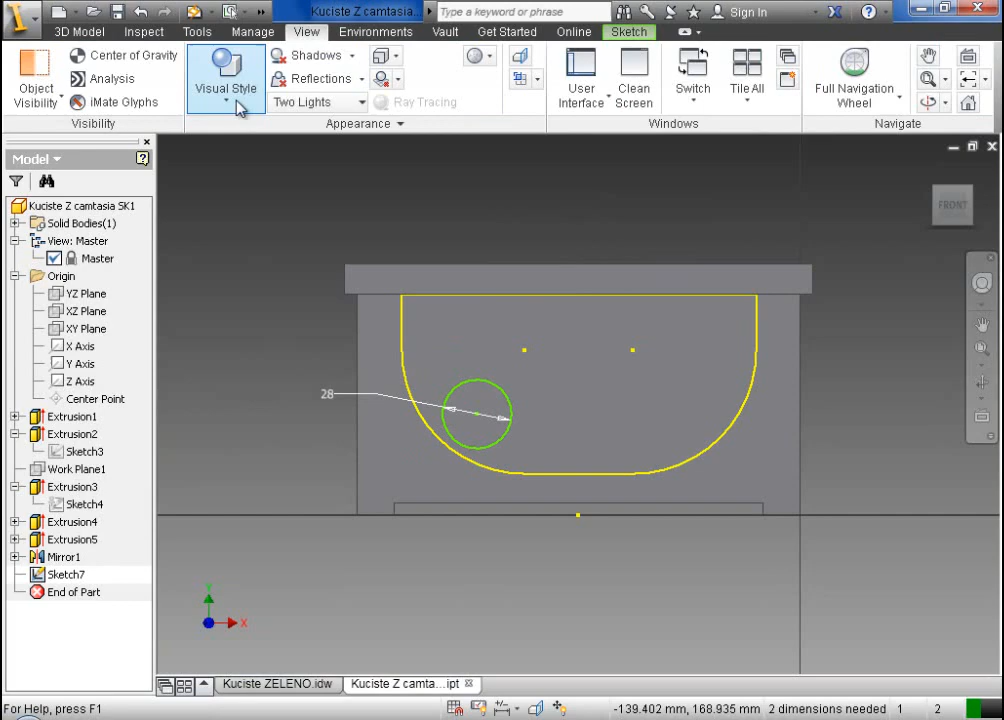 Kuciste Z camtasia...
Type a keyword or phrase
Sign In
3D Model
Inspect
Tools
Manage
View
Environments
Vault
Get Started
Online
Sketch
Object Visibility
Center of Gravity
Analysis
iMate Glyphs
Visual Style
Shadows
Reflections
Two Lights
Ray Tracing
User Interface
Clean Screen
Switch
Tile All
Full Navigation Wheel
Visibility
Appearance
Windows
Navigate
Model
Kuciste Z camtasia SK1
Solid Bodies(1)
View: Master
Master
Origin
YZ Plane
XZ Plane
XY Plane
X Axis
Y Axis
Z Axis
Center Point
Extrusion1
Extrusion2
Sketch3
Work Plane1
Extrusion3
Sketch4
Extrusion4
Extrusion5
Mirror1
Sketch7
End of Part
FRONT
28
Y
X
Kuciste ZELENO.idw
Kuciste Z camta...ipt
For Help, press F1
-139.402 mm, 168.935 mm
2 dimensions needed
1
2